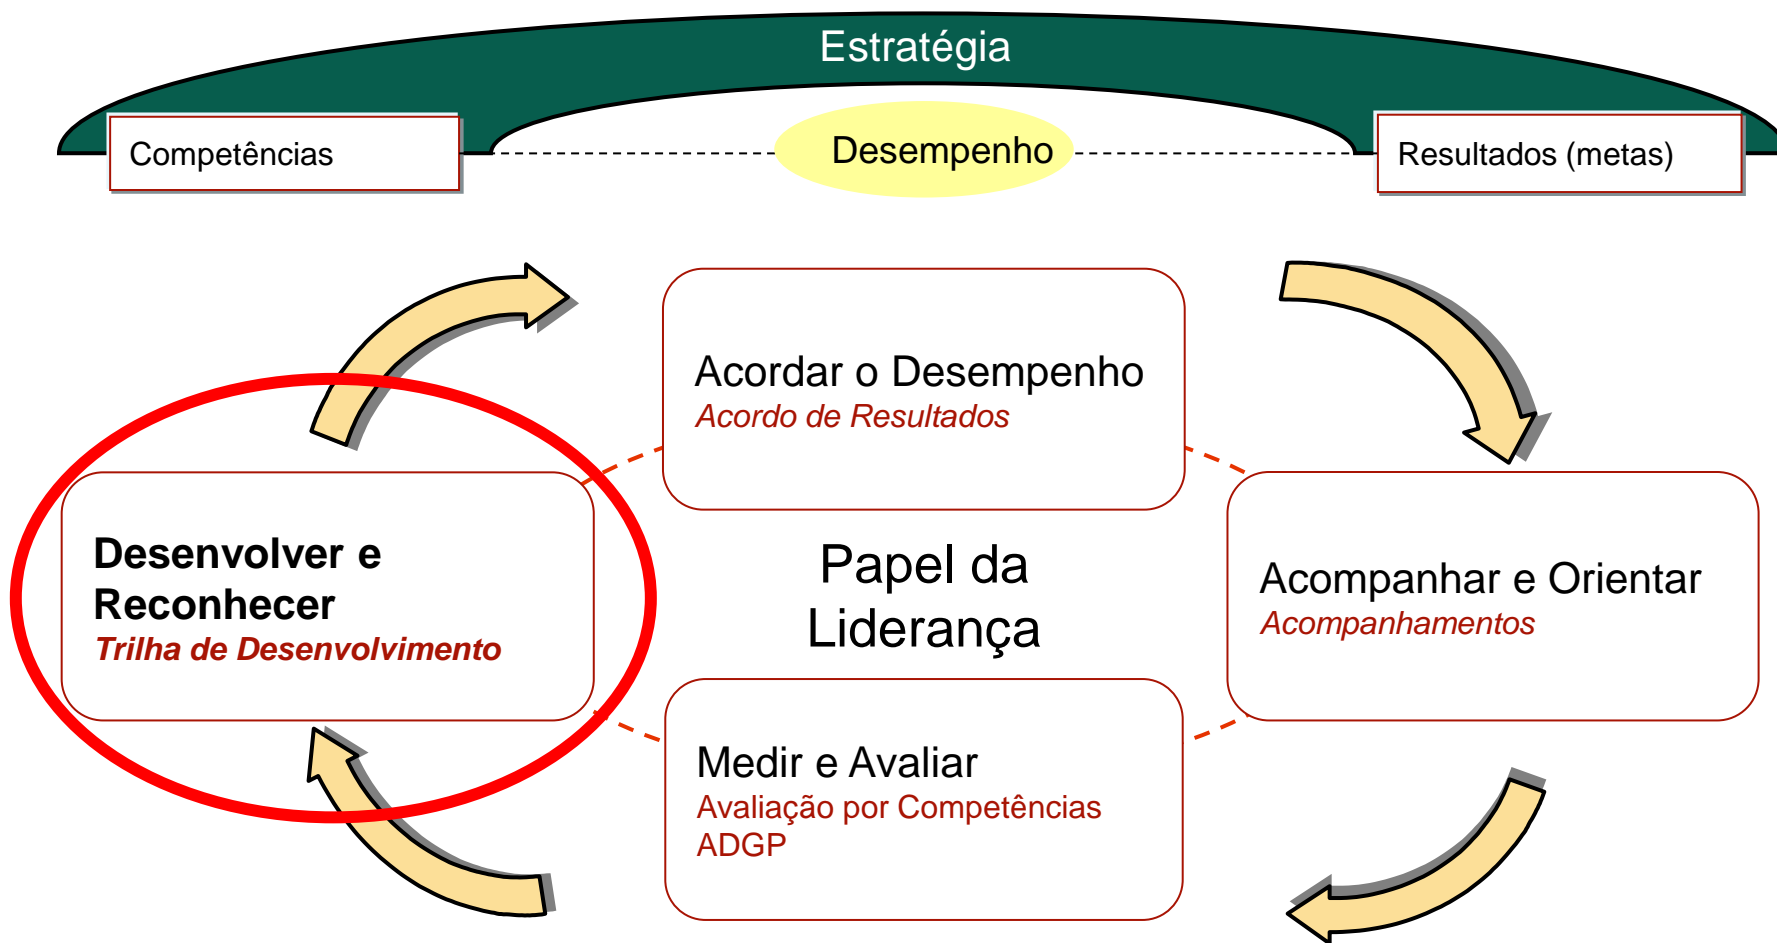 Estratégia
Competências
Desempenho
Resultados (metas)
Acordar o Desempenho
Acordo de Resultados
Desenvolver e
Reconhecer
Trilha de Desenvolvimento
Papel da
Liderança
Acompanhar e Orientar
Acompanhamentos
Medir e Avaliar
Avaliação por Competências
ADGP